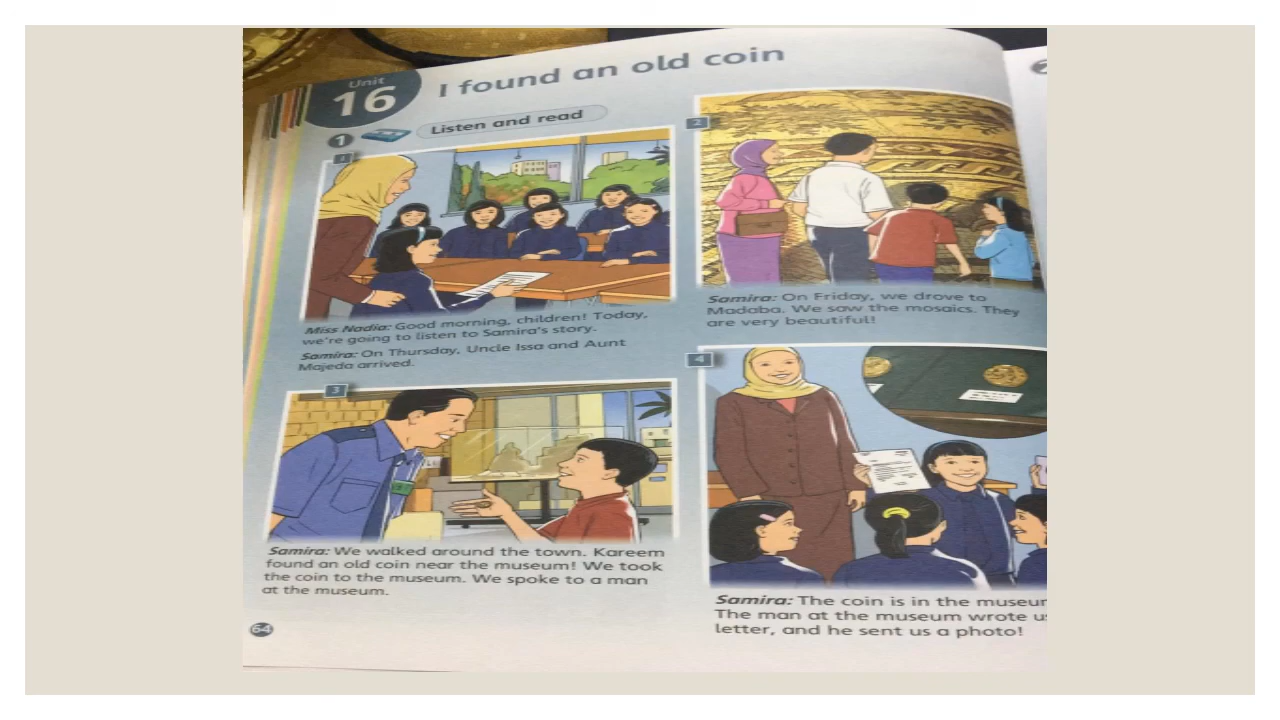 Unit
16
I found an old coin
1
Listen and read
1
Miss Nadia: Good morning, children! Today,
we're going to listen to Samira's story.
Samira: On Thursday, Uncle Issa and Aunt
Majeda arrived.
2
Samira: On Friday, we drove to
Madaba. We saw the mosaics. They
are very beautiful!
3
Samira: We walked around the town. Kareem
found an old coin near the museum! We took
the coin to the museum. We spoke to a man
at the museum.
4
Samira: The coin is in the
The man at the museum wrote
letter, and he sent us a photo!
64
2